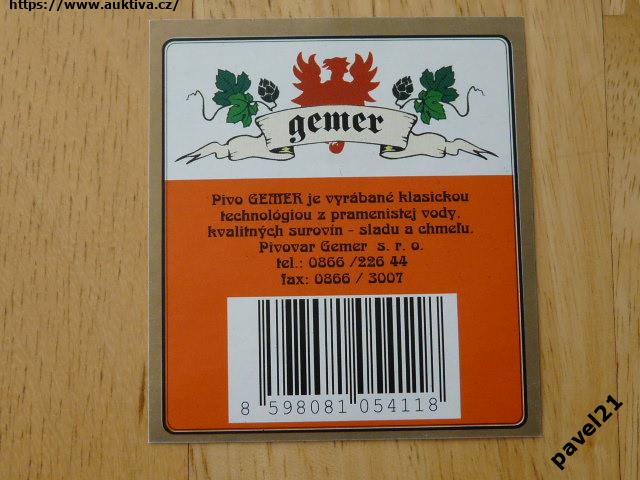 https://www.auktiva.cz/
gemer
Pivo GEMER je vyrábané klasickou
technológiou z pramenistej vody,
kvalitných surovín - sladu a chmeľu.
Pivovar Gemer s. r. o.
tel.: 0866 /226 44
fax: 0866 / 3007
8 598081 054118
pavel21